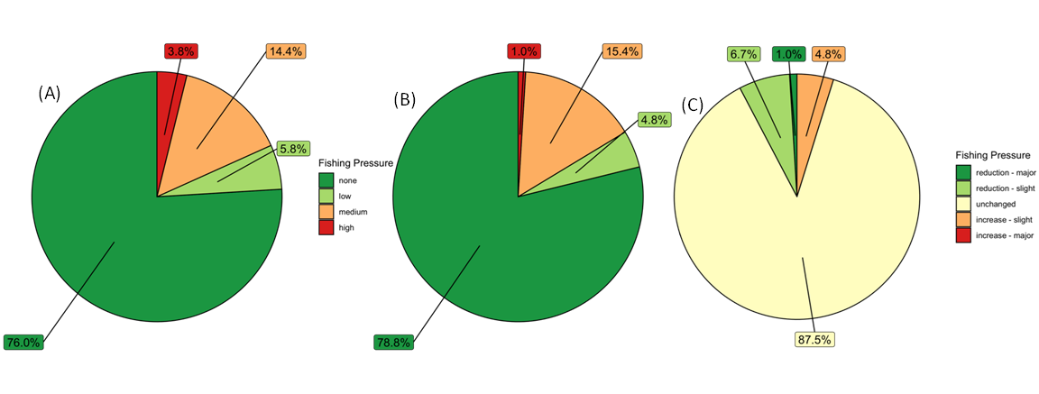 3.8%
14.4%
(A)
5.8%
Fishing Pressure
none
low
medium
high
76.0%
1.0%
15.4%
(B)
4.8%
78.8%
6.7%
1.0%
4.8%
(C)
Fishing Pressure
reduction - major
reduction - slight
unchanged
increase - slight
increase - major
87.5%